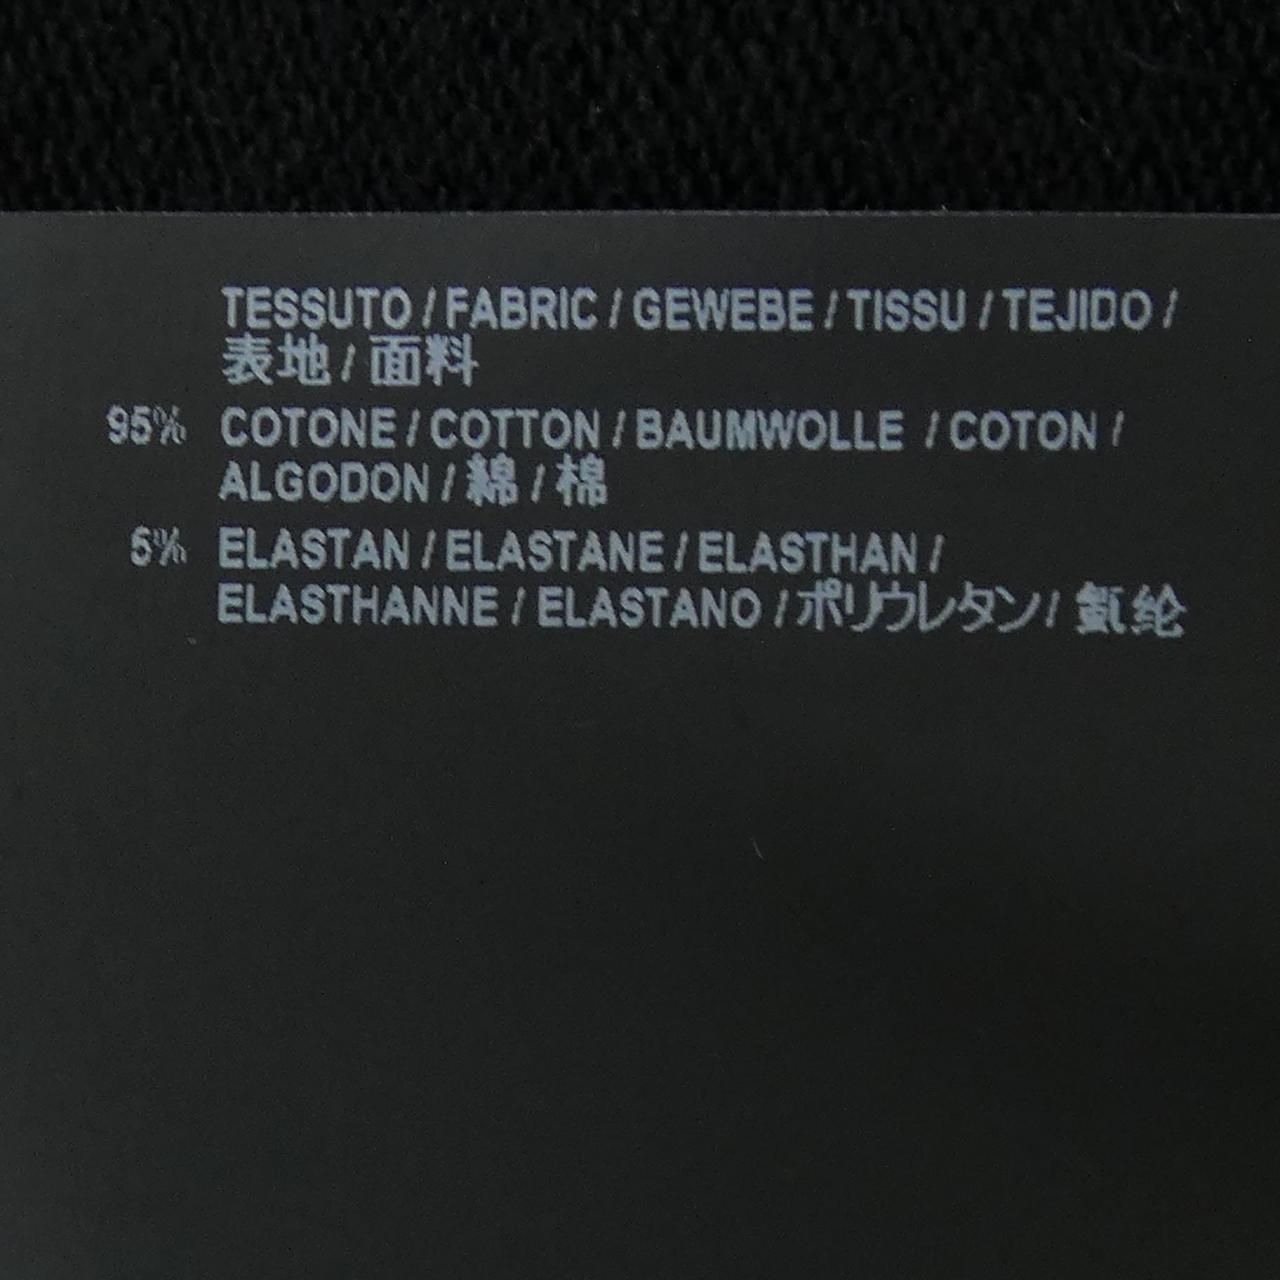 TESSUTO / FABRIC / GEWEBE / TISSU / TEJIDO /
表地 / 面料
95% COTONE / COTTON / BAUMWOLLE / COTON /
ALGODON / 綿 / 棉
5% ELASTAN / ELASTANE / ELASTHAN /
ELASTHANNE / ELASTANO / ポリウレタン / 氨纶